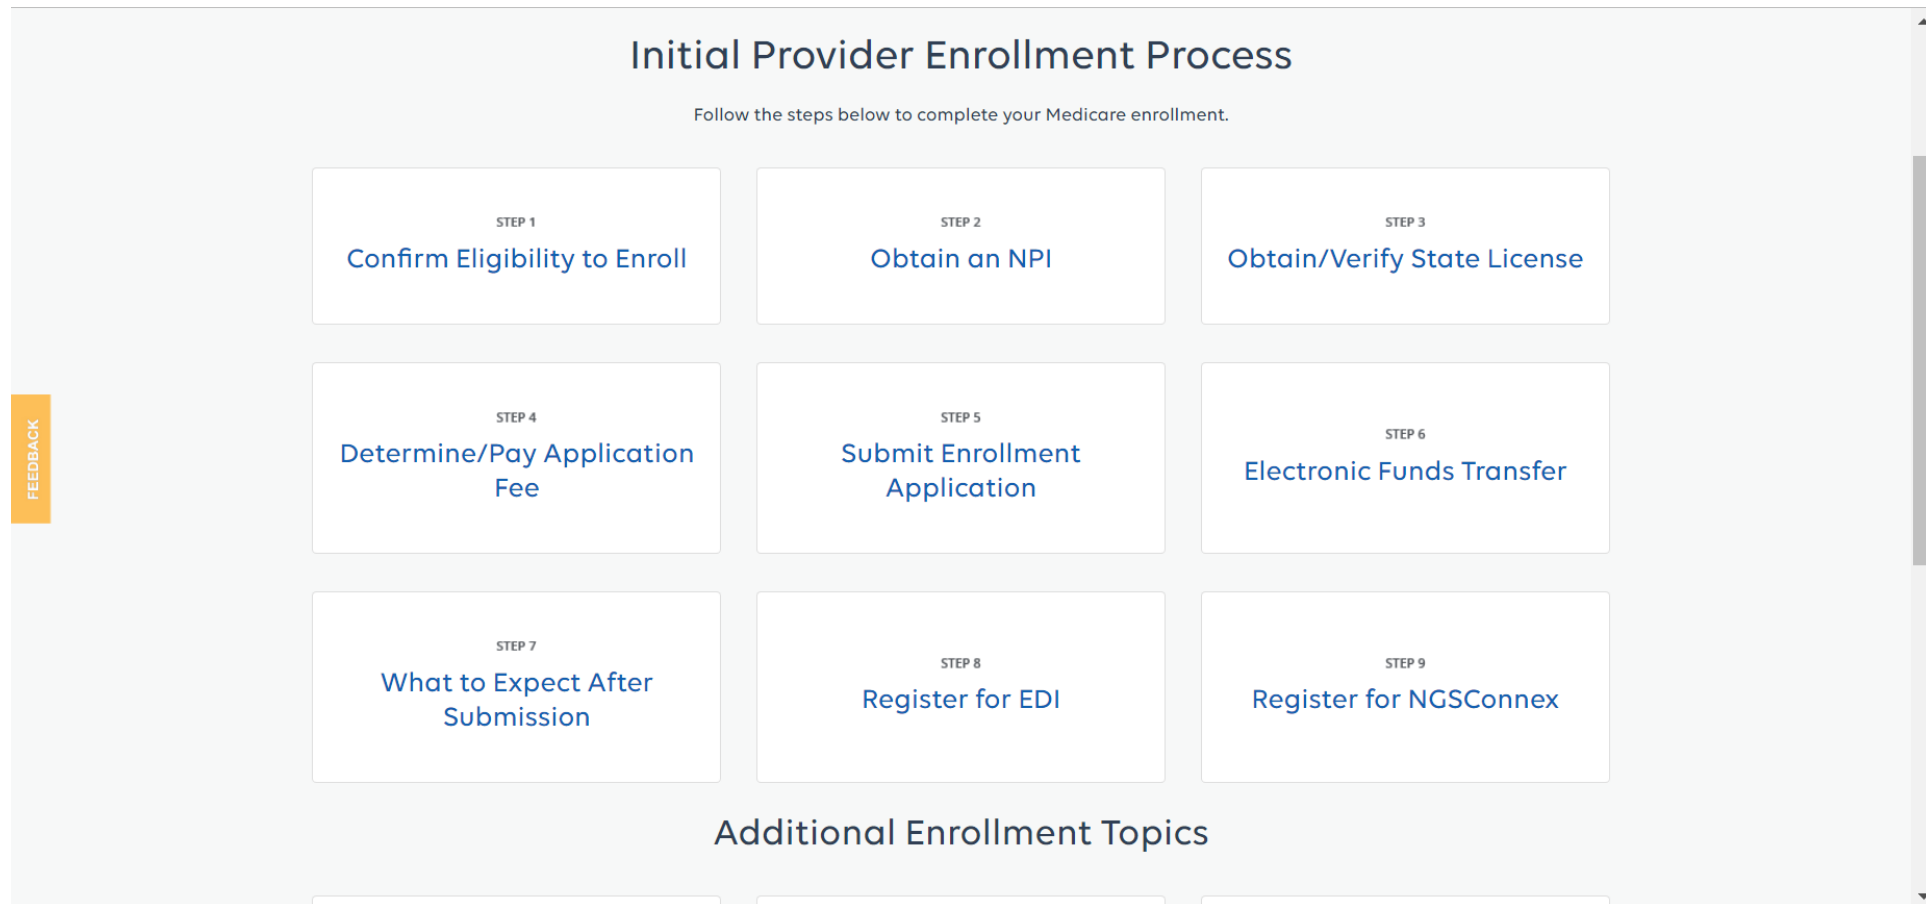 Initial Provider Enrollment Process
Follow the steps below to complete your Medicare enrollment.
STEP 1
Confirm Eligibility to Enroll
STEP 2
Obtain an NPI
STEP 3
Obtain/Verify State License
STEP 4
Determine/Pay Application
Fee
STEP 5
Submit Enrollment
Application
STEP 6
Electronic Funds Transfer
FEEDBACK
STEP 7
What to Expect After
Submission
STEP 8
Register for EDI
STEP 9
Register for NGSConnex
Additional Enrollment Topics